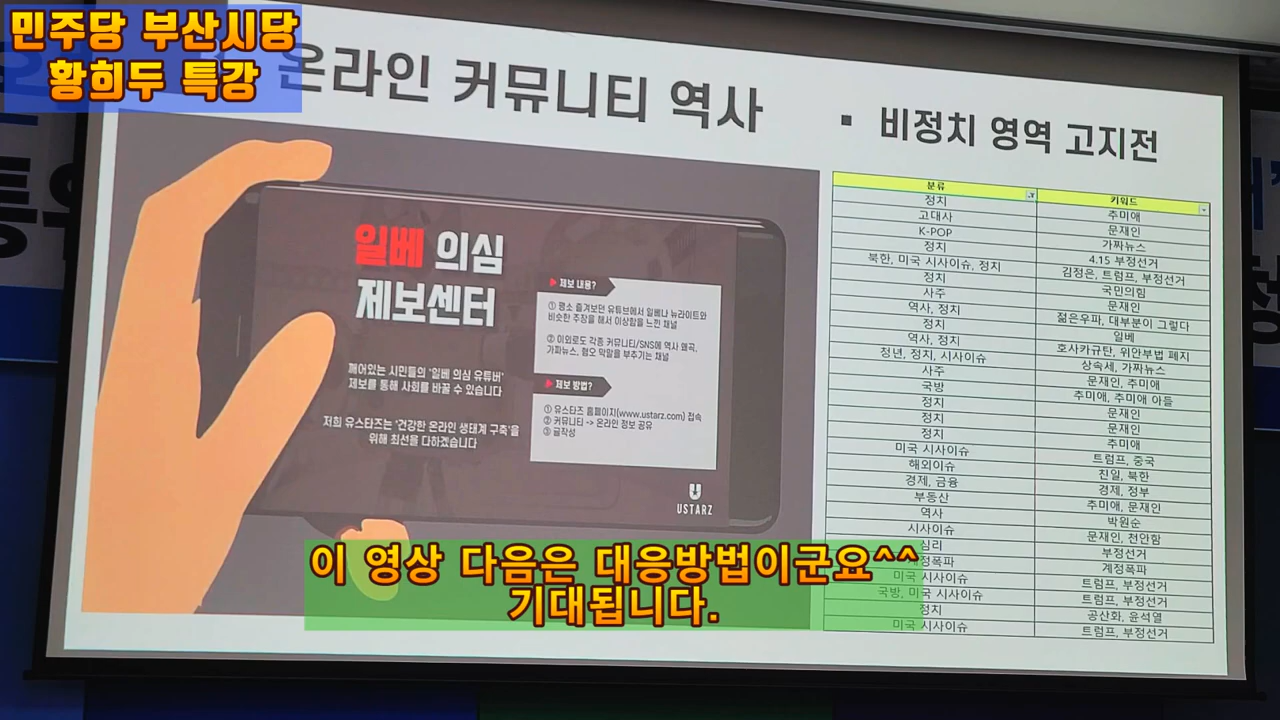 민주당 부산시당
황희두 특강
온라인 커뮤니티 역사
▪ 비정치 영역 고지전
일베 의심
제보센터
깨어있는 시민들의 '일베 의심 유튜버'
제보를 통해 사회를 바꿀 수 있습니다
저희 유스타즈는 '건강한 온라인 생태계 구축'을
위해 최선을 다하겠습니다
▶ 제보 내용?
① 평소 즐겨보던 유튜브에서 일베나 뉴라이트와
비슷한 주장을 해서 이상함을 느낀 채널
② 이외로도 각종 커뮤니티/SNS에 역사 왜곡,
가짜뉴스, 혐오 막말을 부추기는 채널
▶ 제보 방법?
① 유스타즈 홈페이지(www.ustarz.com) 접속
② 커뮤니티 -> 온라인 정보 공유
③ 글작성
USTARZ
분류 키워드
정치 추미애
고대사 문재인
K-POP 가짜뉴스
정치 4.15 부정선거
북한, 미국 시사이슈, 정치 김정은, 트럼프, 부정선거
정치 국민의힘
사주 문재인
역사, 정치 젊은우파, 대부분이 그렇다
정치 일베
역사, 정치 호사카규탄, 위안부법 폐지
청년, 정치, 시사이슈 상속세, 가짜뉴스
사주 문재인, 추미애
국방 추미애, 추미애 아들
정치 문재인
정치 문재인
정치 추미애
미국 시사이슈 트럼프, 중국
해외이슈 친일, 북한
경제, 금융 경제, 정부
부동산 추미애, 문재인
역사 박원순
시사이슈 문재인, 천안함
심리 부정선거
정폭파 계정폭파
미국 시사이슈 트럼프, 부정선거
국방, 미국 시사이슈 트럼프, 부정선거
정치 공산화, 윤석열
미국 시사이슈 트럼프, 부정선거
이 영상 다음은 대응방법이군요^^
기대됩니다.